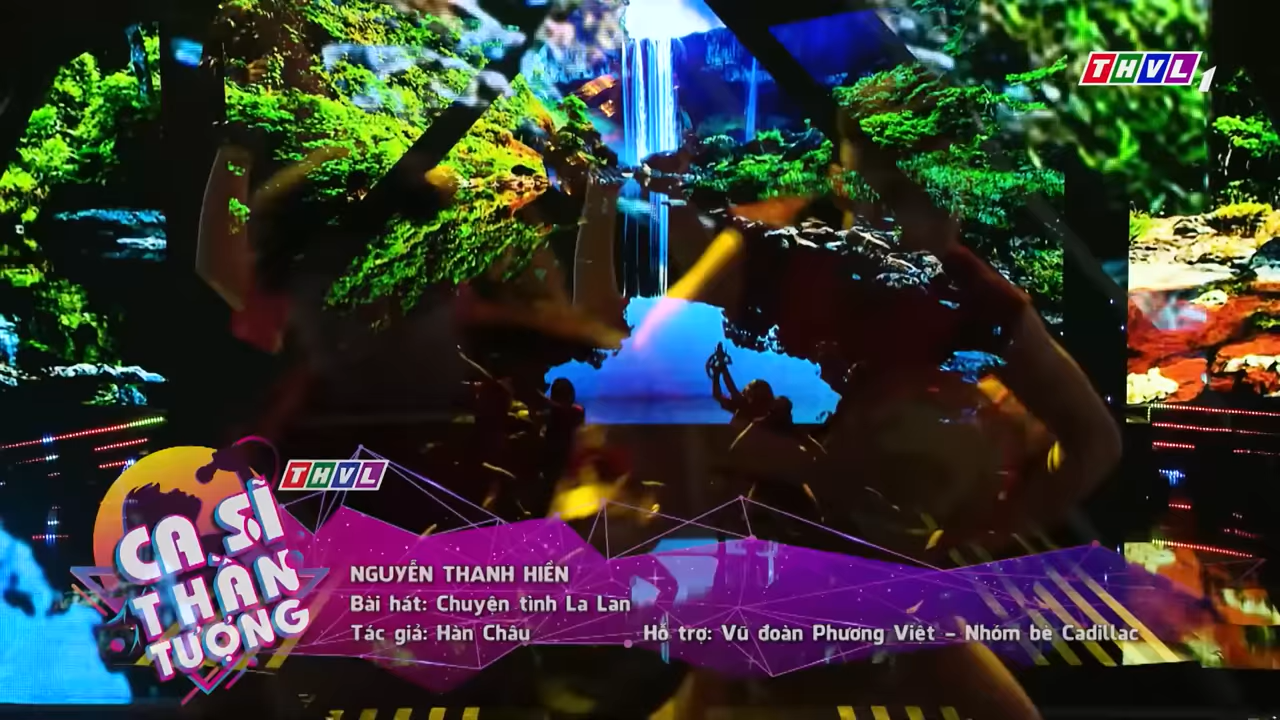 THVL1
THVL
CA SĨ
THẦN
TƯỢNG
NGUYỄN THANH HIỀN
Bài hát: Chuyện tình La Lan
Tác giả: Hàn Châu
Hỗ trợ: Vũ đoàn Phương Việt – Nhóm bè Cadillac